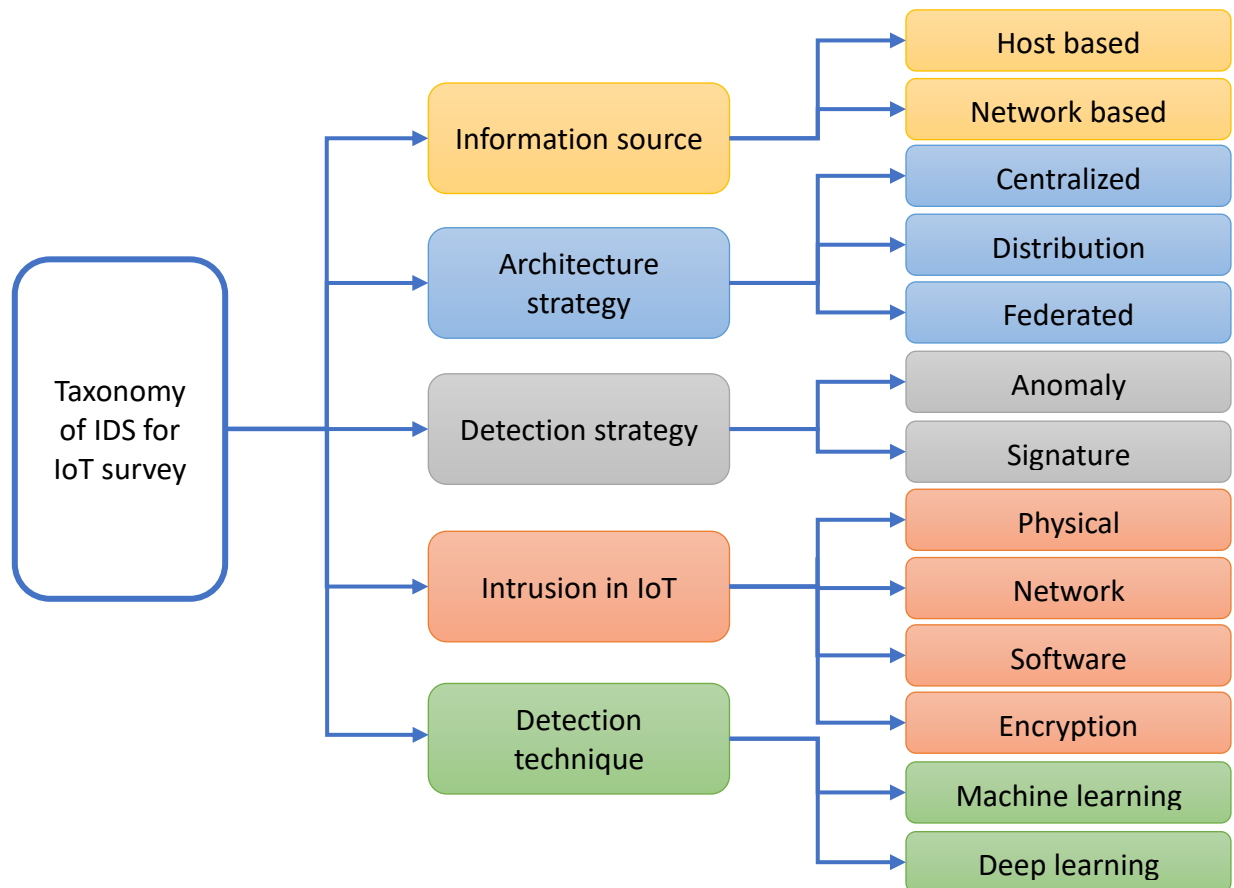 Taxonomy
of IDS for
IoT survey
Information source
Host based
Network based
Architecture
strategy
Centralized
Distribution
Federated
Detection strategy
Anomaly
Signature
Intrusion in IoT
Physical
Network
Software
Encryption
Detection
technique
Machine learning
Deep learning